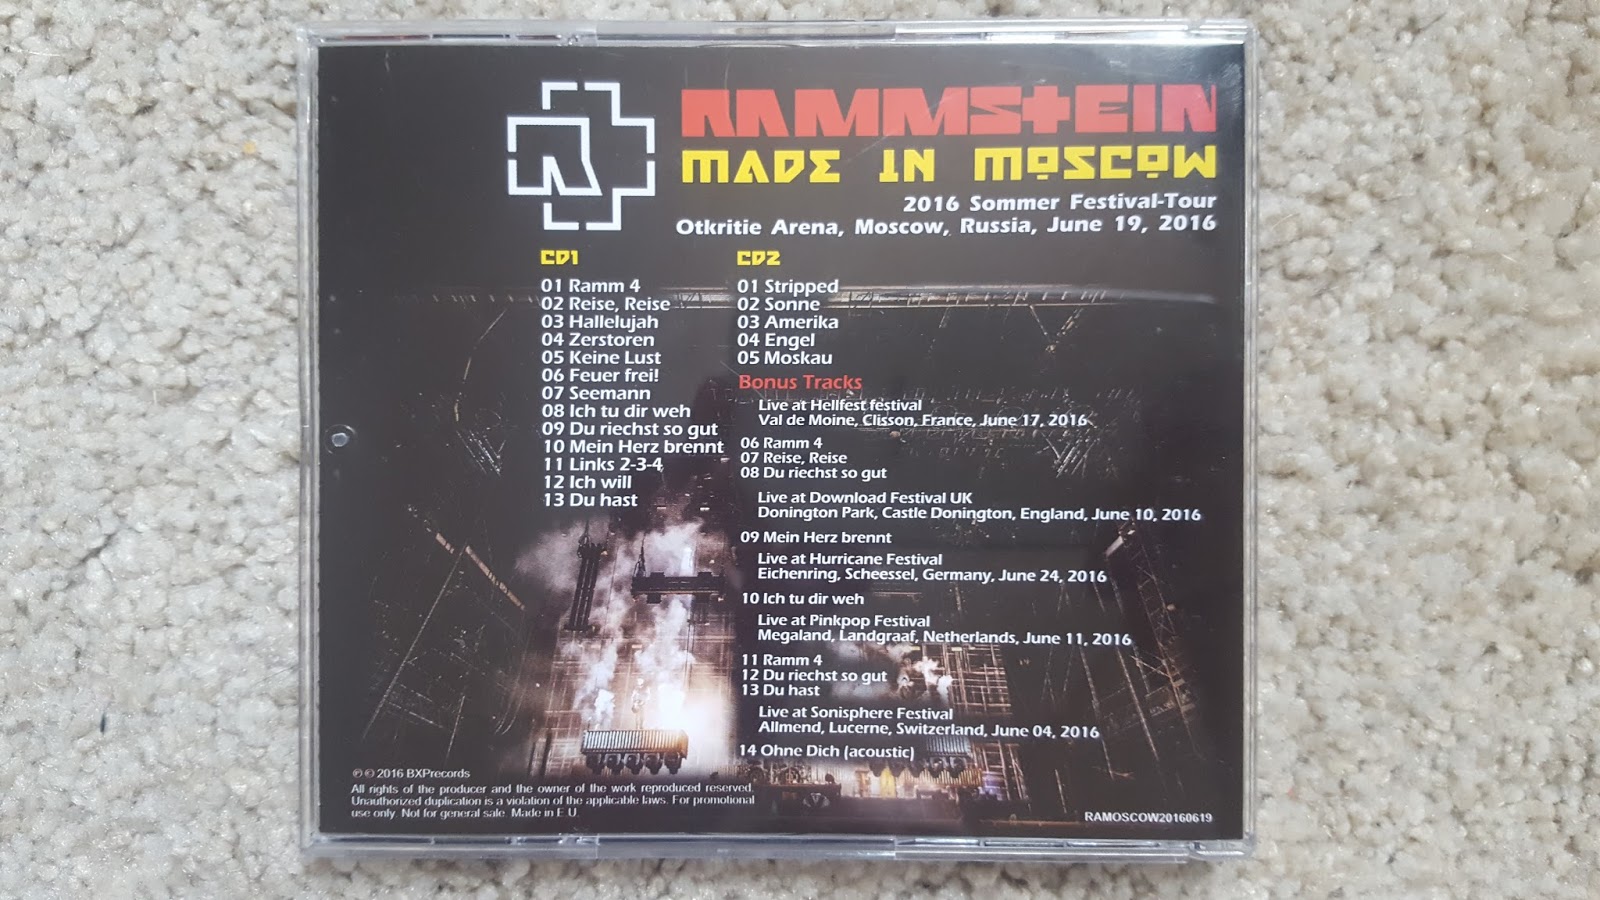 RAMMSTEIN
MADE IN MOSCOW
2016 Sommer Festival-Tour
Otkritie Arena, Moscow, Russia, June 19, 2016
CD1
01 Ramm 4
02 Reise, Reise
03 Hallelujah
04 Zerstoren
05 Keine Lust
06 Feuer frei!
07 Seemann
08 Ich tu dir weh
09 Du riechst so gut
10 Mein Herz brennt
11 Links 2-3-4
12 Ich will
13 Du hast
CD2
01 Stripped
02 Sonne
03 Amerika
04 Engel
05 Moskau
Bonus Tracks
Live at Hellfest festival
Val de Moine, Clisson, France, June 17, 2016
06 Ramm 4
07 Reise, Reise
08 Du riechst so gut
Live at Download Festival UK
Donington Park, Castle Donington, England, June 10, 2016
09 Mein Herz brennt
Live at Hurricane Festival
Eichenring, Scheessel, Germany, June 24, 2016
10 Ich tu dir weh
Live at Pinkpop Festival
Megaland, Landgraaf, Netherlands, June 11, 2016
11 Ramm 4
12 Du riechst so gut
13 Du hast
Live at Sonisphere Festival
Allmend, Lucerne, Switzerland, June 04, 2016
14 Ohne Dich (acoustic)
℗© 2016 BXPrecords
All rights of the producer and the owner of the work reproduced reserved.
Unauthorized duplication is a violation of the applicable laws. For promotional
use only. Not for general sale. Made in E.U.
RAMOSCOW20160619